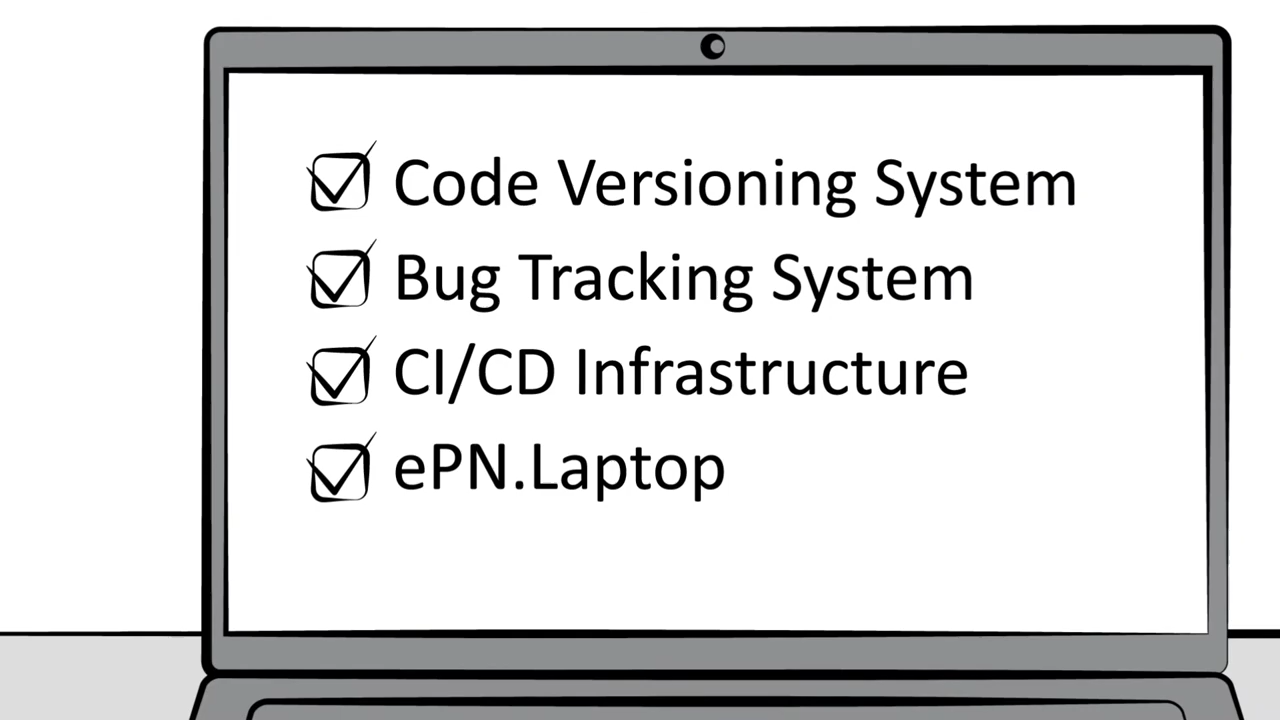 Code Versioning System
Bug Tracking System
CI/CD Infrastructure
ePN.Laptop